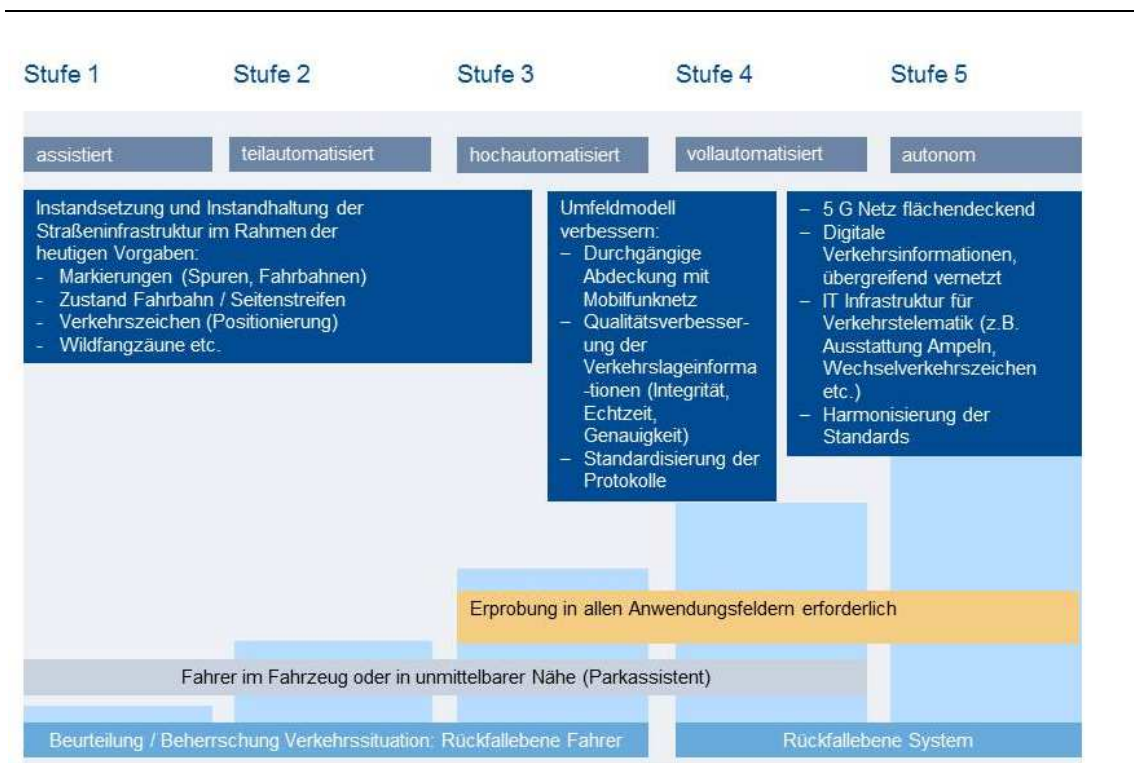 Stufe 1 Stufe 2 Stufe 3 Stufe 4 Stufe 5
assistiert teilautomatisiert hochautomatisiert vollautomatisiert autonom
Instandsetzung und Instandhaltung der
Straßeninfrastruktur im Rahmen der
heutigen Vorgaben:
- Markierungen (Spuren, Fahrbahnen)
- Zustand Fahrbahn / Seitenstreifen
- Verkehrszeichen (Positionierung)
- Wildfangzäune etc.
Umfeldmodell
verbessern:
– Durchgängige
Abdeckung mit
Mobilfunknetz
– Qualitätsverbesser-
ung der
Verkehrslageinforma
-tionen (Integrität,
Echtzeit,
Genauigkeit)
– Standardisierung der
Protokolle
– 5 G Netz flächendeckend
– Digitale
Verkehrsinformationen,
übergreifend vernetzt
– IT Infrastruktur für
Verkehrstelematik (z.B.
Ausstattung Ampeln,
Wechselverkehrszeichen
etc.)
– Harmonisierung der
Standards
Erprobung in allen Anwendungsfeldern erforderlich
Fahrer im Fahrzeug oder in unmittelbarer Nähe (Parkassistent)
Beurteilung / Beherrschung Verkehrssituation: Rückfallebene Fahrer Rückfallebene System